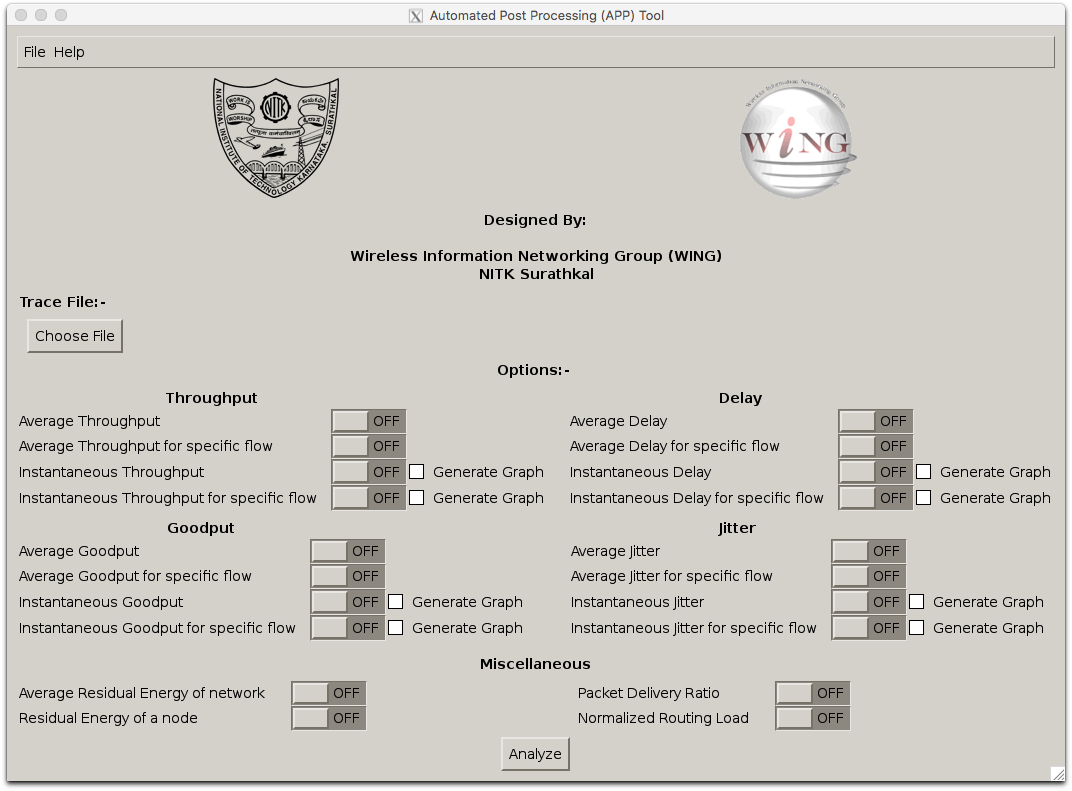 Automated Post Processing (APP) Tool
File Help
NITK
WORK IS
WORSHIP
NATIONAL INSTITUTE OF TECHNOLOGY KARNATAKA, SURATHKAL
Wireless Information Networking Group
WiNG
Designed By:
Wireless Information Networking Group (WING)
NITK Surathkal
Trace File:-
Choose File
Options:-
Throughput
Average Throughput OFF
Average Throughput for specific flow OFF
Instantaneous Throughput OFF Generate Graph
Instantaneous Throughput for specific flow OFF Generate Graph
Delay
Average Delay OFF
Average Delay for specific flow OFF
Instantaneous Delay OFF Generate Graph
Instantaneous Delay for specific flow OFF Generate Graph
Goodput
Average Goodput OFF
Average Goodput for specific flow OFF
Instantaneous Goodput OFF Generate Graph
Instantaneous Goodput for specific flow OFF Generate Graph
Jitter
Average Jitter OFF
Average Jitter for specific flow OFF
Instantaneous Jitter OFF Generate Graph
Instantaneous Jitter for specific flow OFF Generate Graph
Miscellaneous
Average Residual Energy of network OFF
Residual Energy of a node OFF
Packet Delivery Ratio OFF
Normalized Routing Load OFF
Analyze